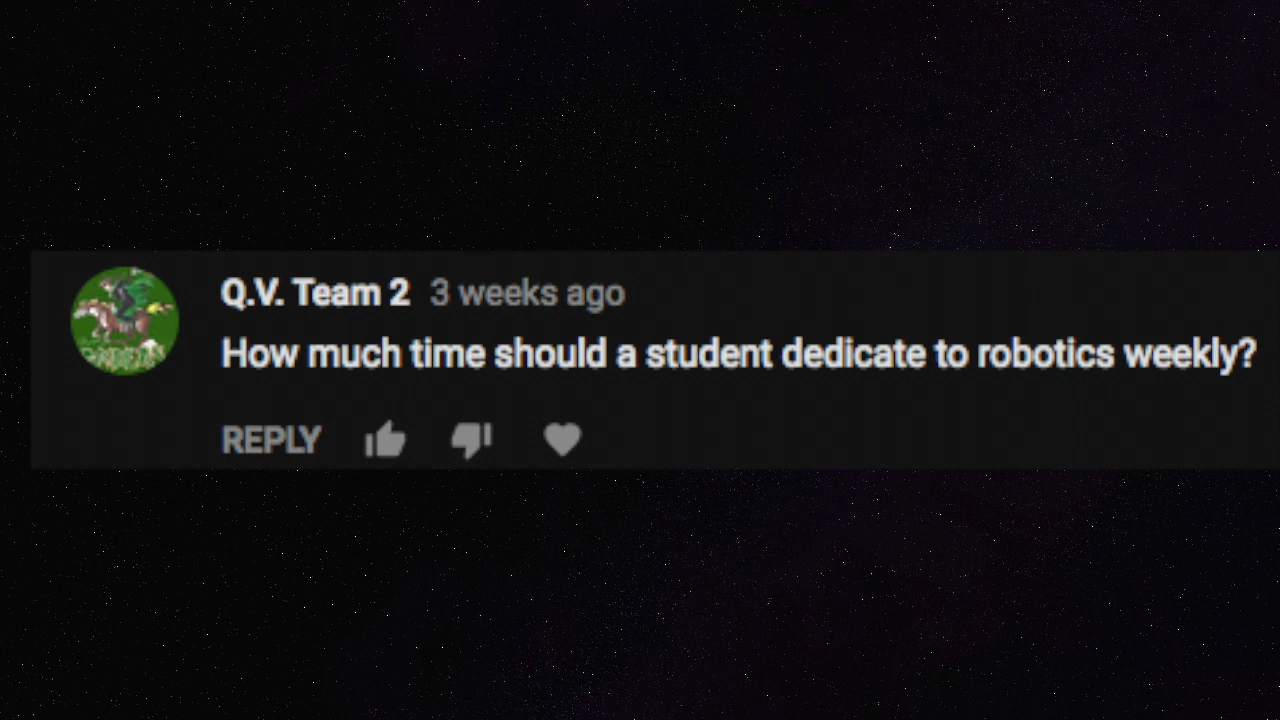 Q.V. Team 2 3 weeks ago
How much time should a student dedicate to robotics weekly?
REPLY